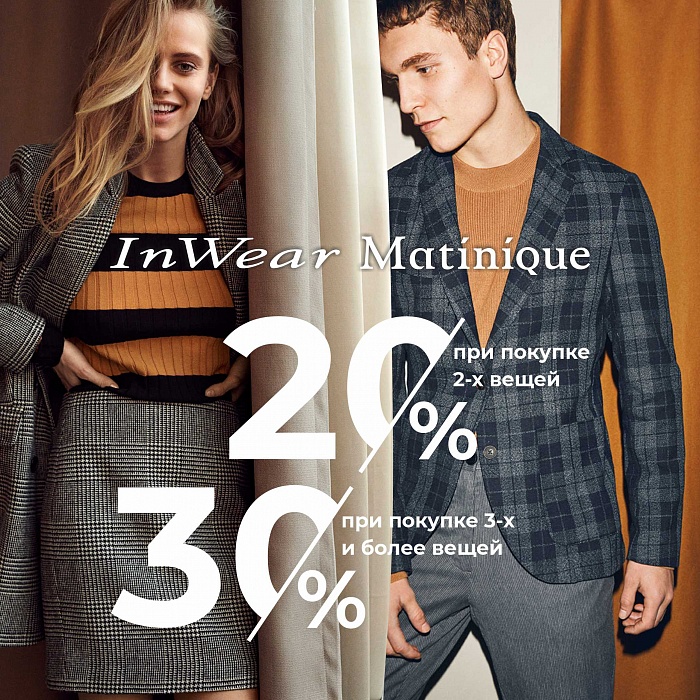 InWear Matinique
20%
при покупке
2-х вещей
30%
при покупке 3-х
и более вещей